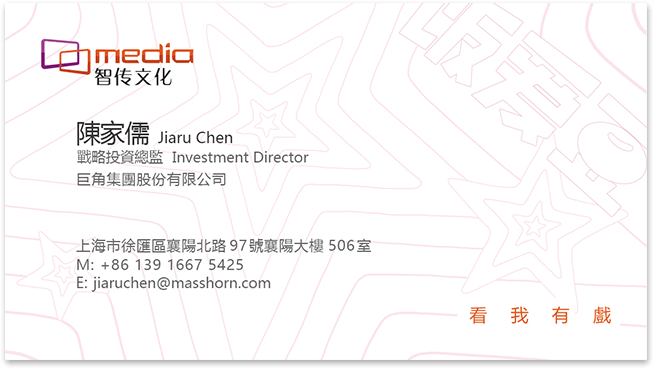 media
智传文化
陳家儒 Jiaru Chen
戰略投資總監 Investment Director
巨角集團股份有限公司
上海市徐匯區襄陽北路97號襄陽大樓506室
M: +86 139 1667 5425
E: jiaruchen@masshorn.com
看 我 有 戲